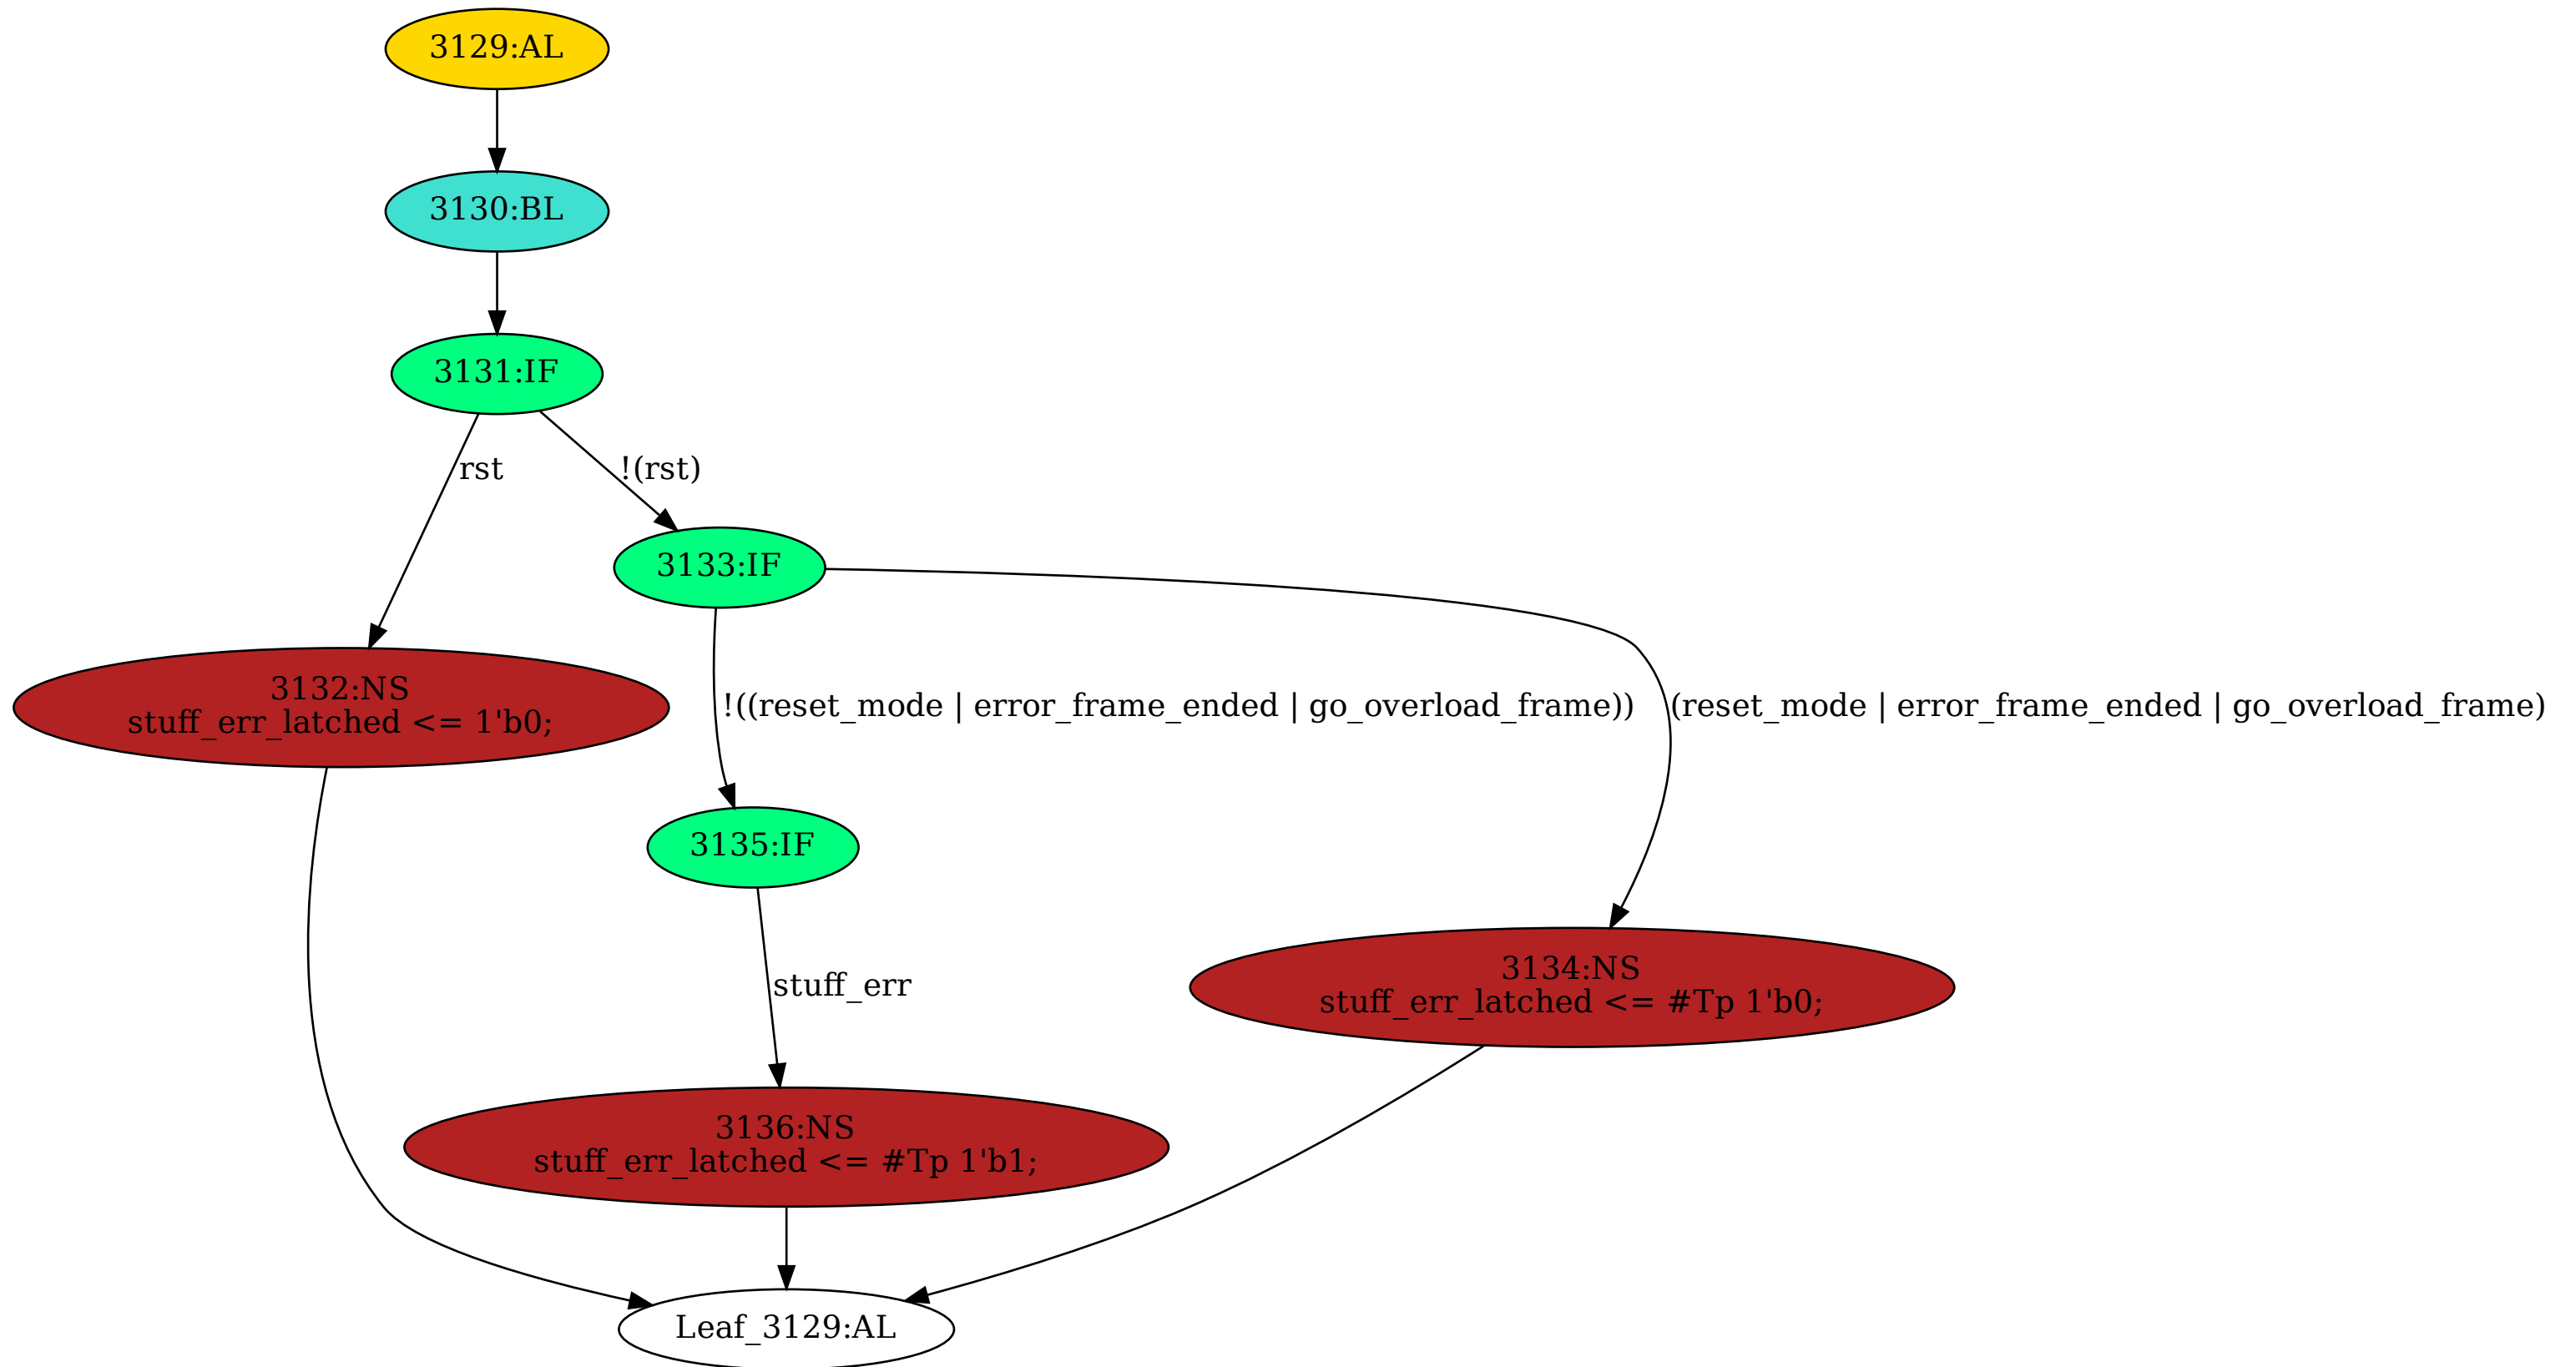 3129:AL
3130:BL
3131:IF
rst
!(rst)
3133:IF
3132:NS
stuff_err_latched <= 1'b0;
!((reset_mode | error_frame_ended | go_overload_frame))
(reset_mode | error_frame_ended | go_overload_frame)
3135:IF
stuff_err
3134:NS
stuff_err_latched <= #Tp 1'b0;
3136:NS
stuff_err_latched <= #Tp 1'b1;
Leaf_3129:AL